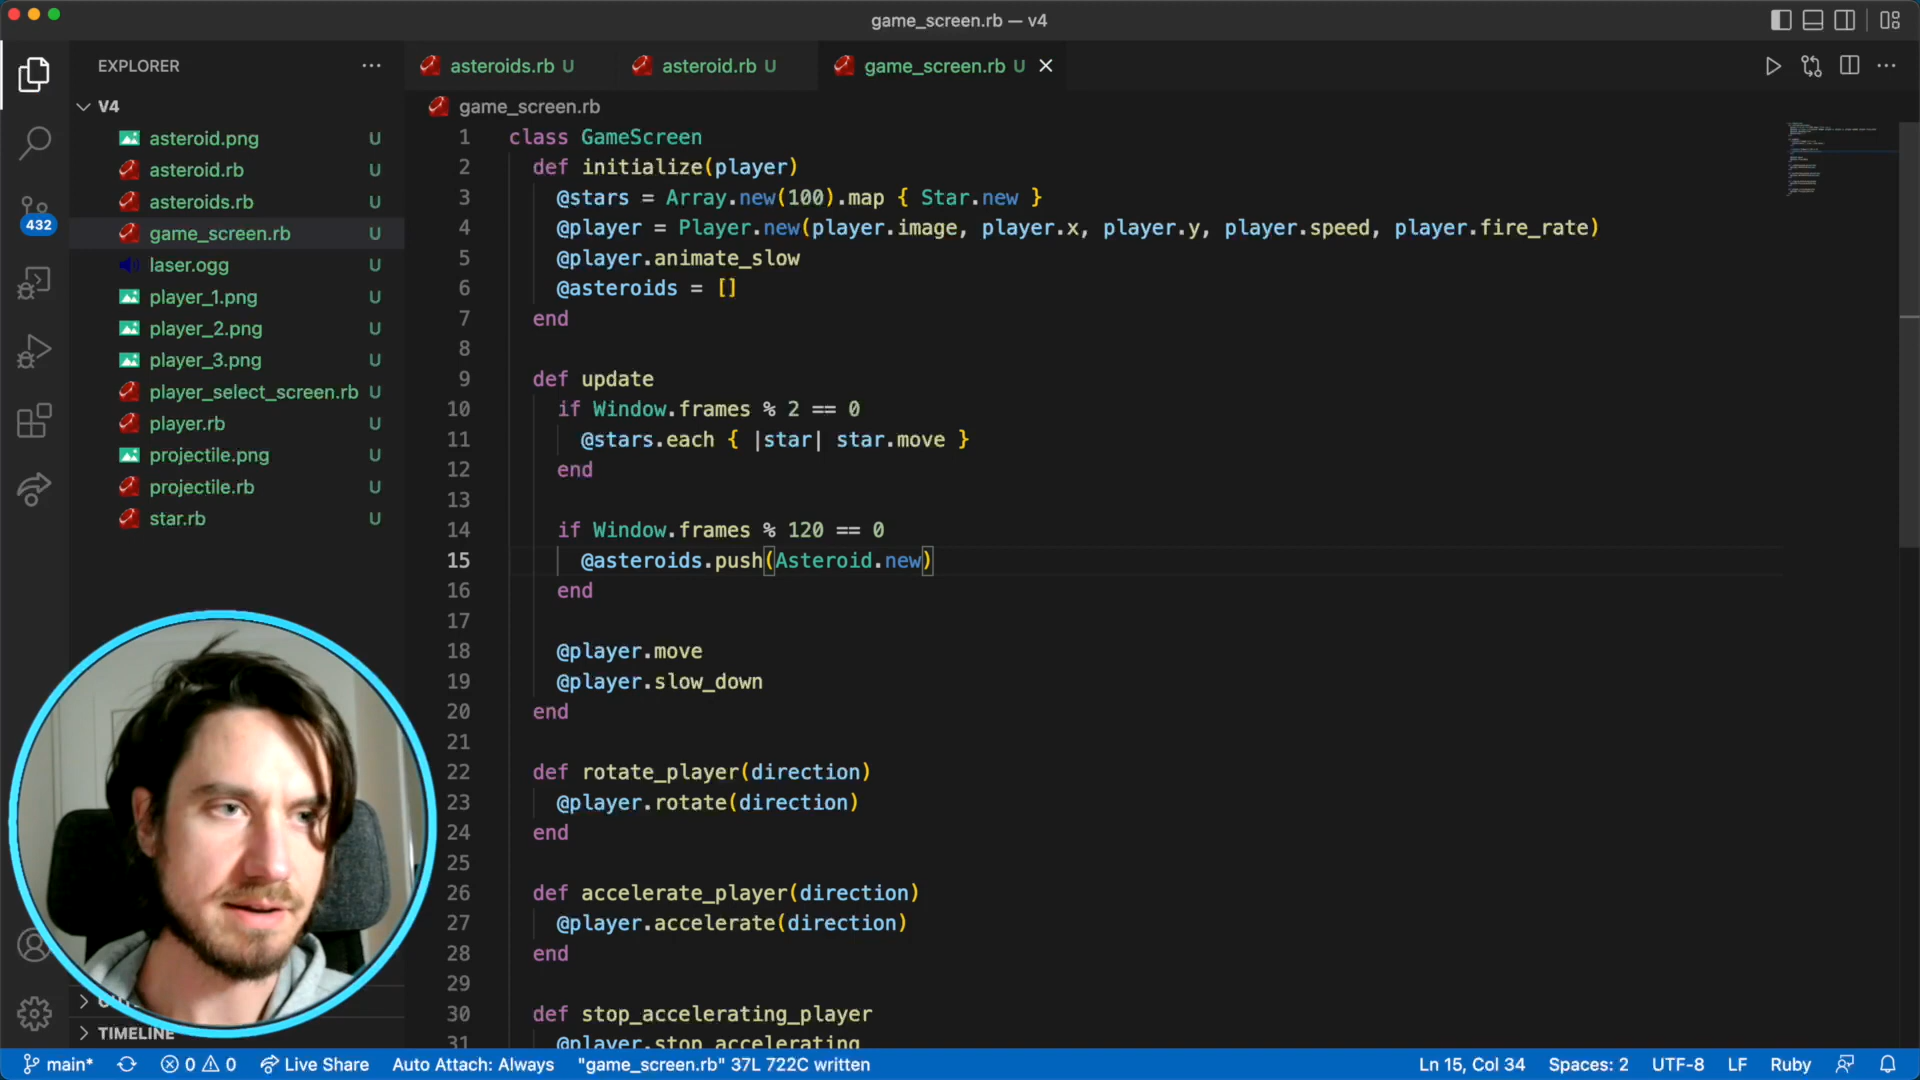 game_screen.rb — v4
EXPLORER
asteroids.rb U
asteroid.rb U
game_screen.rb U
V4
game_screen.rb
asteroid.png U
asteroid.rb U
asteroids.rb U
game_screen.rb U
laser.ogg U
player_1.png U
player_2.png U
player_3.png U
player_select_screen.rb U
player.rb U
projectile.png U
projectile.rb U
star.rb U
432
TIMELINE
1 class GameScreen
2 def initialize(player)
3 @stars = Array.new(100).map { Star.new }
4 @player = Player.new(player.image, player.x, player.y, player.speed, player.fire_rate)
5 @player.animate_slow
6 @asteroids = []
7 end
8
9 def update
10 if Window.frames % 2 == 0
11 @stars.each { |star| star.move }
12 end
13
14 if Window.frames % 120 == 0
15 @asteroids.push(Asteroid.new)
16 end
17
18 @player.move
19 @player.slow_down
20 end
21
22 def rotate_player(direction)
23 @player.rotate(direction)
24 end
25
26 def accelerate_player(direction)
27 @player.accelerate(direction)
28 end
29
30 def stop_accelerating_player
31 @player.stop_accelerating
main* 0 0 Live Share Auto Attach: Always "game_screen.rb" 37L 722C written Ln 15, Col 34 Spaces: 2 UTF-8 LF Ruby